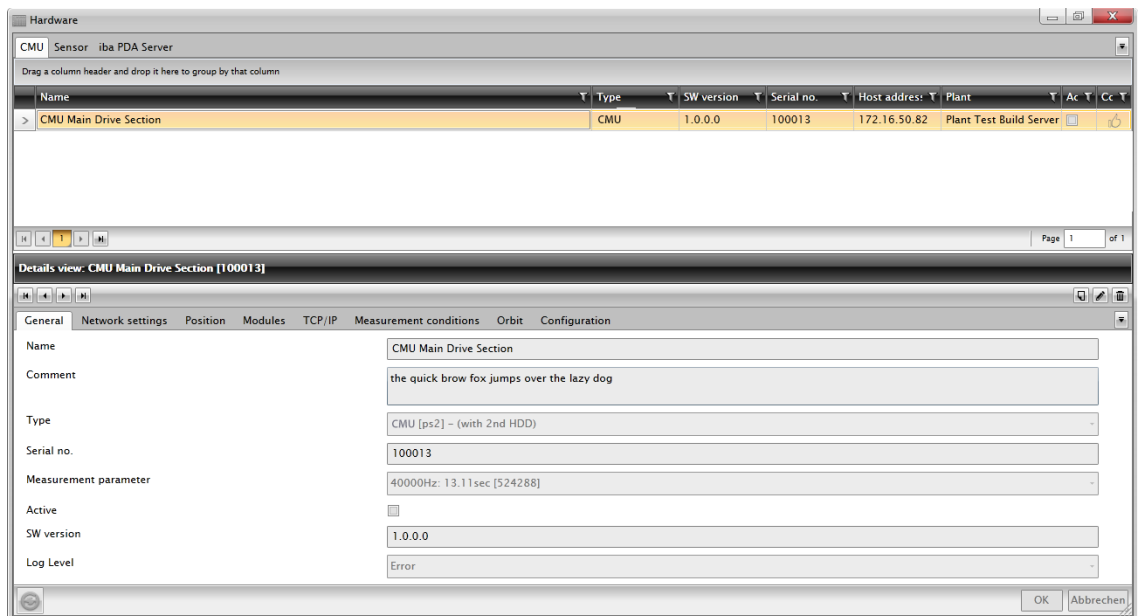 Hardware
CMU Sensor iba PDA Server
Drag a column header and drop it here to group by that column
Name Type SW version Serial no. Host addres: Plant Ac Cc
CMU Main Drive Section CMU 1.0.0.0 100013 172.16.50.82 Plant Test Build Server
1 Page 1 of 1
Details view: CMU Main Drive Section [100013]
General Network settings Position Modules TCP/IP Measurement conditions Orbit Configuration
Name CMU Main Drive Section
Comment the quick brow fox jumps over the lazy dog
Type CMU [ps2] - (with 2nd HDD)
Serial no. 100013
Measurement parameter 40000Hz: 13.11sec [524288]
Active
SW version 1.0.0.0
Log Level Error
OK Abbrechen